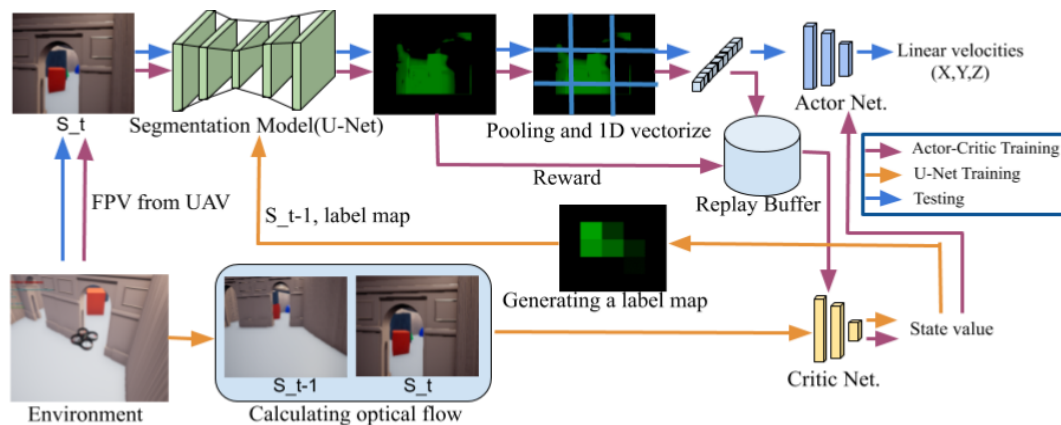 S_t
Segmentation Model(U-Net)
Pooling and 1D vectorize
Actor Net.
Linear velocities
(X,Y,Z)
FPV from UAV
Reward
Replay Buffer
Actor-Critic Training
U-Net Training
Testing
S_t-1, label map
Generating a label map
State value
Critic Net.
S_t-1
S_t
Environment
Calculating optical flow